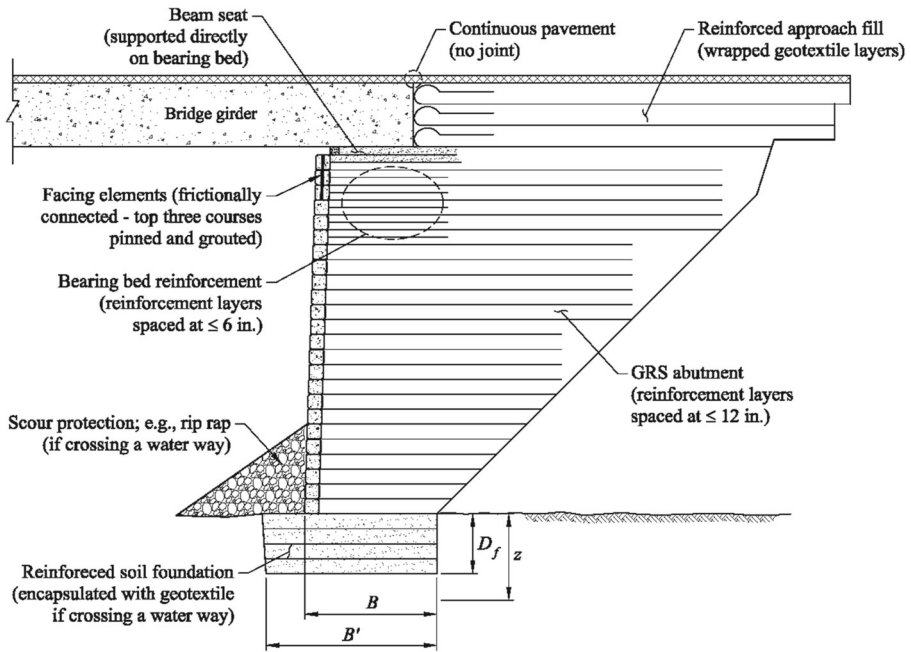 Beam seat
(supported directly
on bearing bed)
Continuous pavement
(no joint)
Reinforced approach fill
(wrapped geotextile layers)
Bridge girder
Facing elements (frictionally
connected - top three courses
pinned and grouted)
Bearing bed reinforcement
(reinforcement layers
spaced at ≤ 6 in.)
GRS abutment
(reinforcement layers
spaced at ≤ 12 in.)
Scour protection; e.g., rip rap
(if crossing a water way)
D_f
z
Reinforeced soil foundation
(encapsulated with geotextile
if crossing a water way)
B
B'